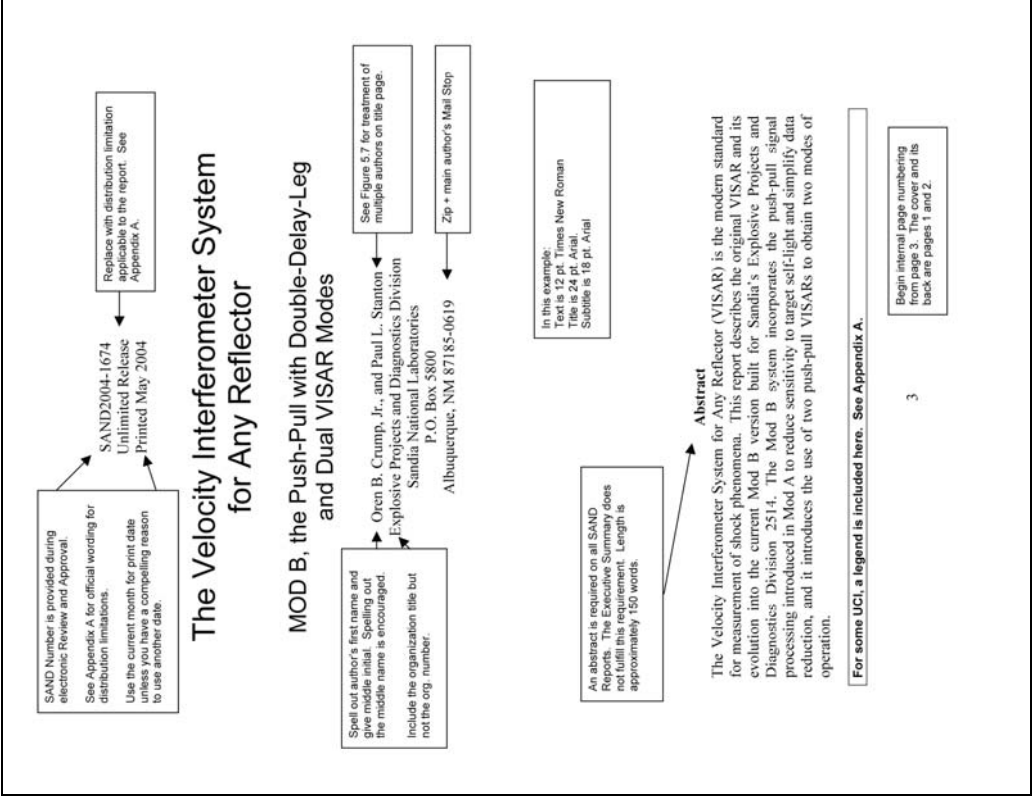 SAND Number is provided during
electronic Review and Approval.
See Appendix A for official wording for
distribution limitations.
Use the current month for print date
unless you have a compelling reason
to use another date.
SAND2004-1674
Unlimited Release
Printed May 2004
Replace with distribution limitation
applicable to the report. See
Appendix A.
The Velocity Interferometer System
for Any Reflector
MOD B, the Push-Pull with Double-Delay-Leg
and Dual VISAR Modes
Spell out author's first name and
give middle initial. Spelling out
the middle name is encouraged.
Include the organization title but
not the org. number.
Oren B. Crump, Jr., and Paul L. Stanton
Explosive Projects and Diagnostics Division
Sandia National Laboratories
P.O. Box 5800
Albuquerque, NM 87185-0619
See Figure 5.7 for treatment of
multiple authors on title page.
Zip + main author's Mail Stop
In this example:
Text is 12 pt. Times New Roman
Title is 24 pt. Arial.
Subtitle is 18 pt. Arial
An abstract is required on all SAND
Reports. The Executive Summary does
not fulfill this requirement. Length is
approximately 150 words.
Abstract
The Velocity Interferometer System for Any Reflector (VISAR) is the modern standard
for measurement of shock phenomena. This report describes the original VISAR and its
evolution into the current Mod B version built for Sandia's Explosive Projects and
Diagnostics Division 2514. The Mod B system incorporates the push-pull signal
processing introduced in Mod A to reduce sensitivity to target self-light and simplify data
reduction, and it introduces the use of two push-pull VISARs to obtain two modes of
operation.
For some UCI, a legend is included here. See Appendix A.
3
Begin internal page numbering
from page 3. The cover and its
back are pages 1 and 2.